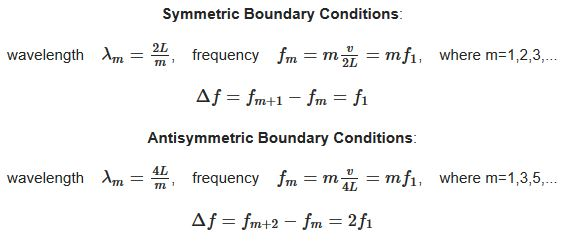 Symmetric Boundary Conditions:
wavelength λₘ = 2L/m, frequency fₘ = m v/2L = mf₁, where m=1,2,3,...
Δf = fₘ₊₁ − fₘ = f₁
Antisymmetric Boundary Conditions:
wavelength λₘ = 4L/m, frequency fₘ = m v/4L = mf₁, where m=1,3,5,...
Δf = fₘ₊₂ − fₘ = 2f₁